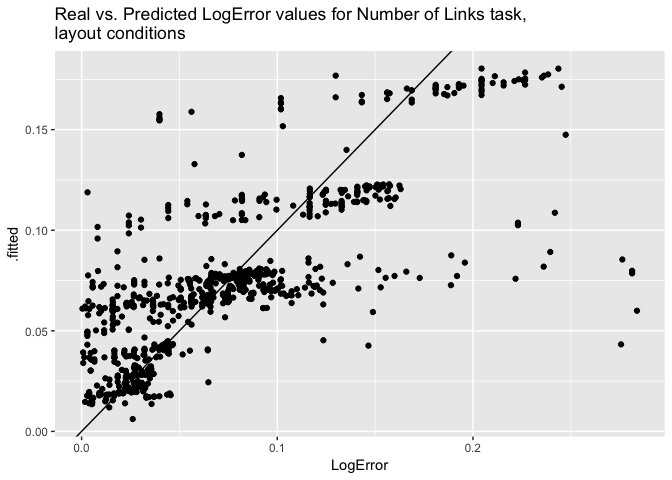 Real vs. Predicted LogError values for Number of Links task,
layout conditions
0.15
0.10
0.05
0.00
.fitted
0.0
0.1
0.2
LogError